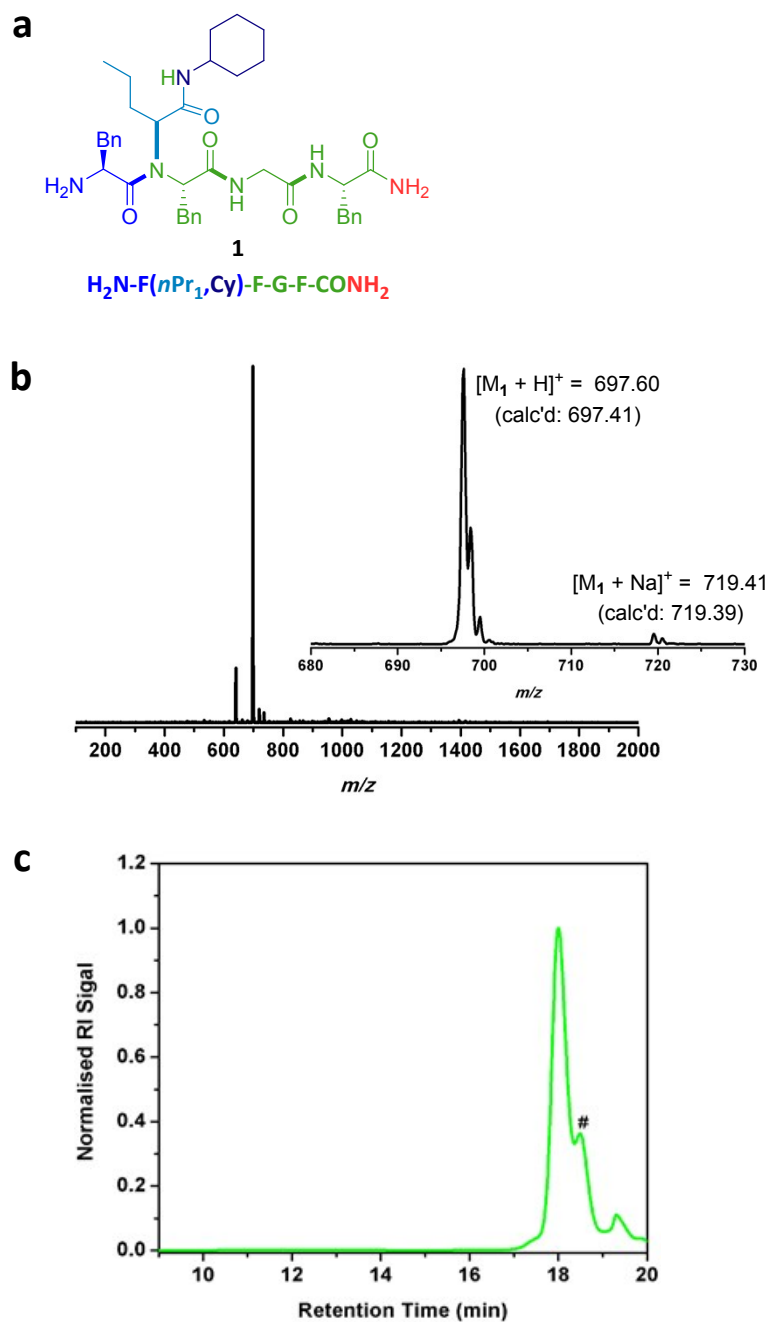 a
HN
O
Bn
O
H
N
O
H2N
N
N
H
NH2
O
Bn
O
Bn
1
H2N-F(nPr1,Cy)-F-G-F-CONH2
b
[M1 + H]+ = 697.60
(calc'd: 697.41)
[M1 + Na]+ = 719.41
(calc'd: 719.39)
680 690 700 710 720 730
m/z
200 400 600 800 1000 1200 1400 1600 1800 2000
m/z
c
1.2
1.0
0.8
0.6
0.4
0.2
0.0
#
Normalised RI Sigal
10 12 14 16 18 20
Retention Time (min)